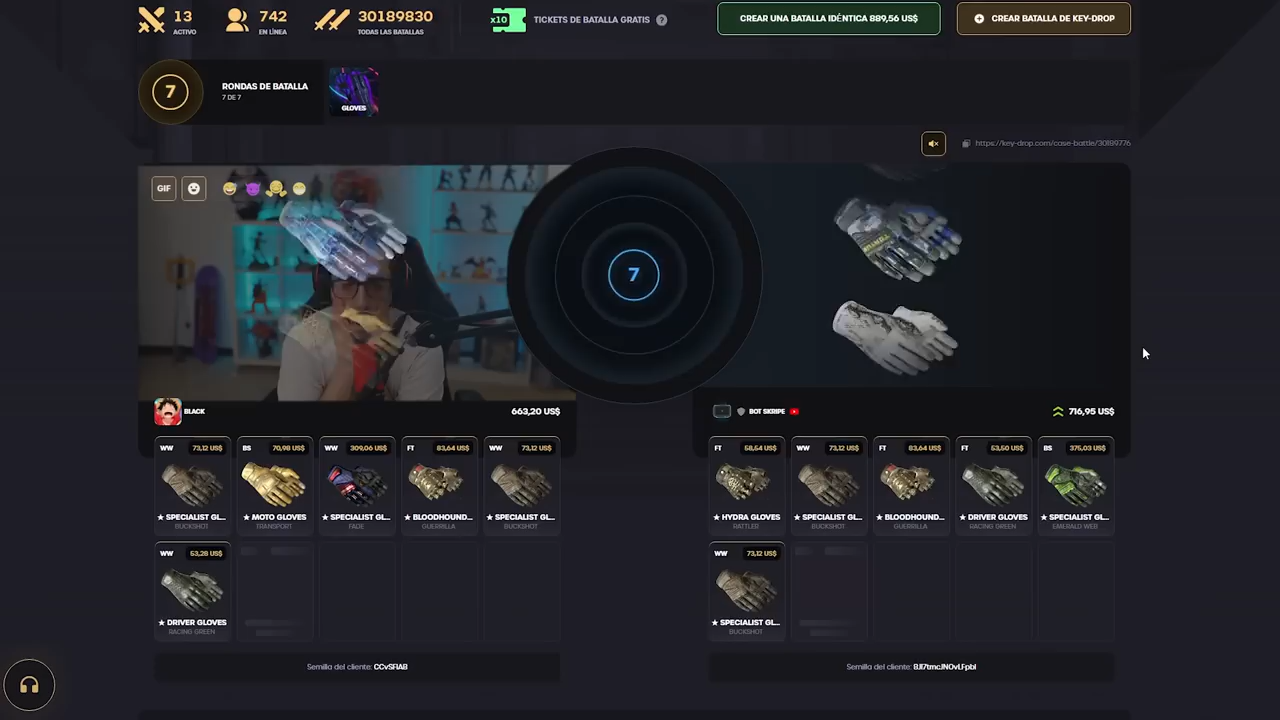 13
ACTIVO
742
EN LÍNEA
30189830
TODAS LAS BATALLAS
x10
TICKETS DE BATALLA GRATIS ?
CREAR UNA BATALLA IDÉNTICA 889,56 US$
CREAR BATALLA DE KEY-DROP
7
RONDAS DE BATALLA
7 DE 7
GLOVES
https://key-drop.com/case-battle/30189776
GIF
7
BLACK
663,20 US$
BOT SKRIPE
716,95 US$
WW 73,12 US$
BS 70,98 US$
WW 309,06 US$
FT 83,64 US$
WW 73,12 US$
★ SPECIALIST GL...
BUCKSHOT
★ MOTO GLOVES
TRANSPORT
★ SPECIALIST GL...
FADE
★ BLOODHOUND...
GUERRILLA
★ SPECIALIST GL...
BUCKSHOT
FT 58,54 US$
WW 73,12 US$
FT 83,64 US$
FT 53,50 US$
BS 375,03 US$
★ HYDRA GLOVES
RATTLER
★ SPECIALIST GL...
BUCKSHOT
★ BLOODHOUND...
GUERRILLA
★ DRIVER GLOVES
RACING GREEN
★ SPECIALIST GL...
EMERALD WEB
WW 53,28 US$
★ DRIVER GLOVES
RACING GREEN
WW 73,12 US$
★ SPECIALIST GL...
BUCKSHOT
Semilla del cliente:
Semilla del cliente: